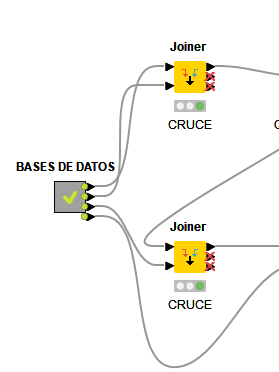 Joiner
CRUCE
BASES DE DATOS
Joiner
CRUCE